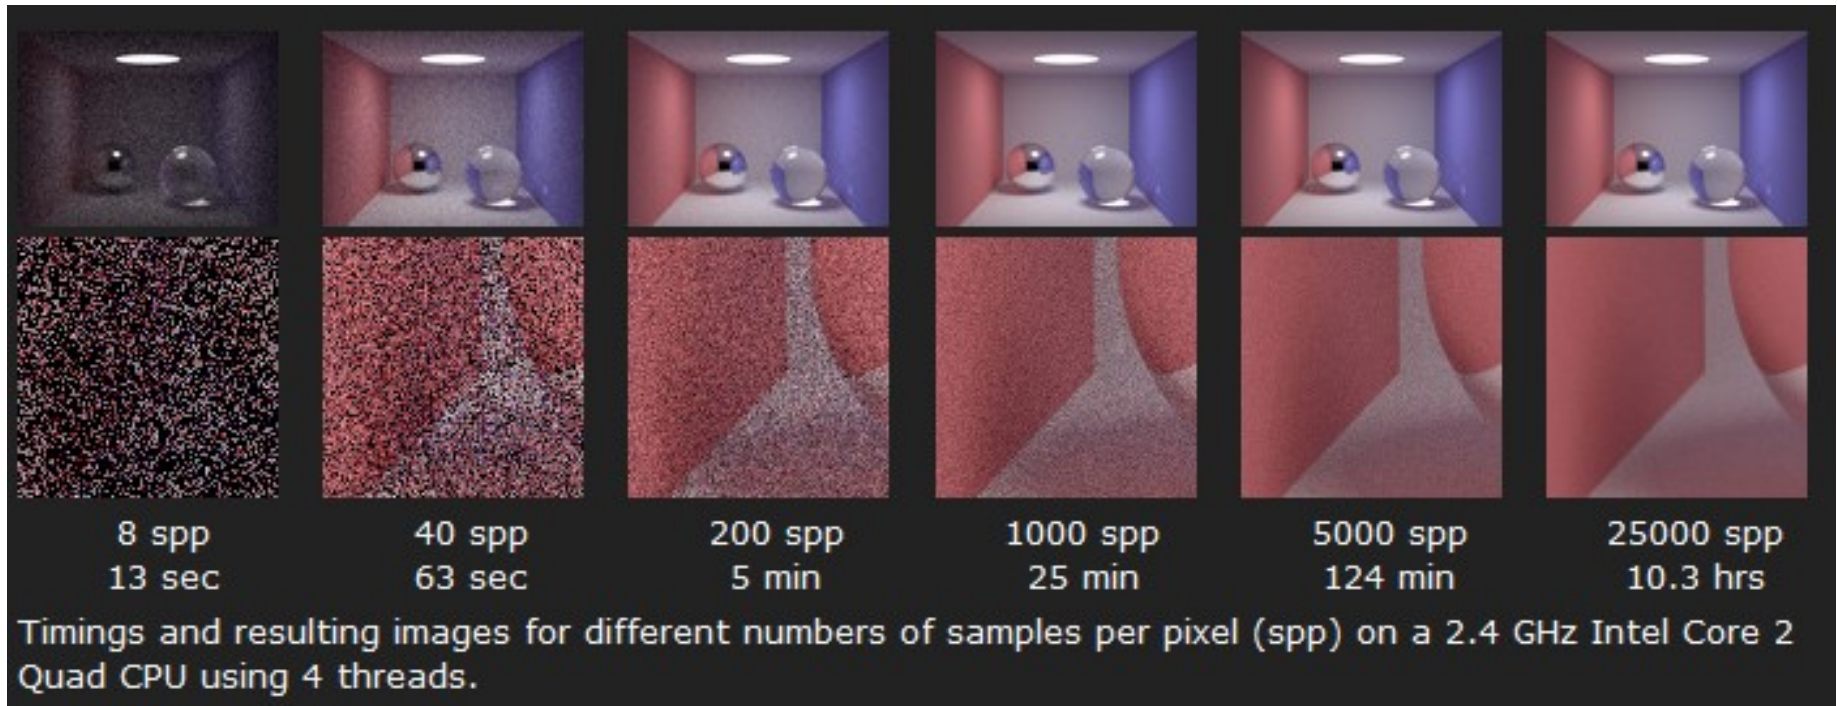 8 spp 40 spp 200 spp 1000 spp 5000 spp 25000 spp
13 sec 63 sec 5 min 25 min 124 min 10.3 hrs
Timings and resulting images for different numbers of samples per pixel (spp) on a 2.4 GHz Intel Core 2
Quad CPU using 4 threads.